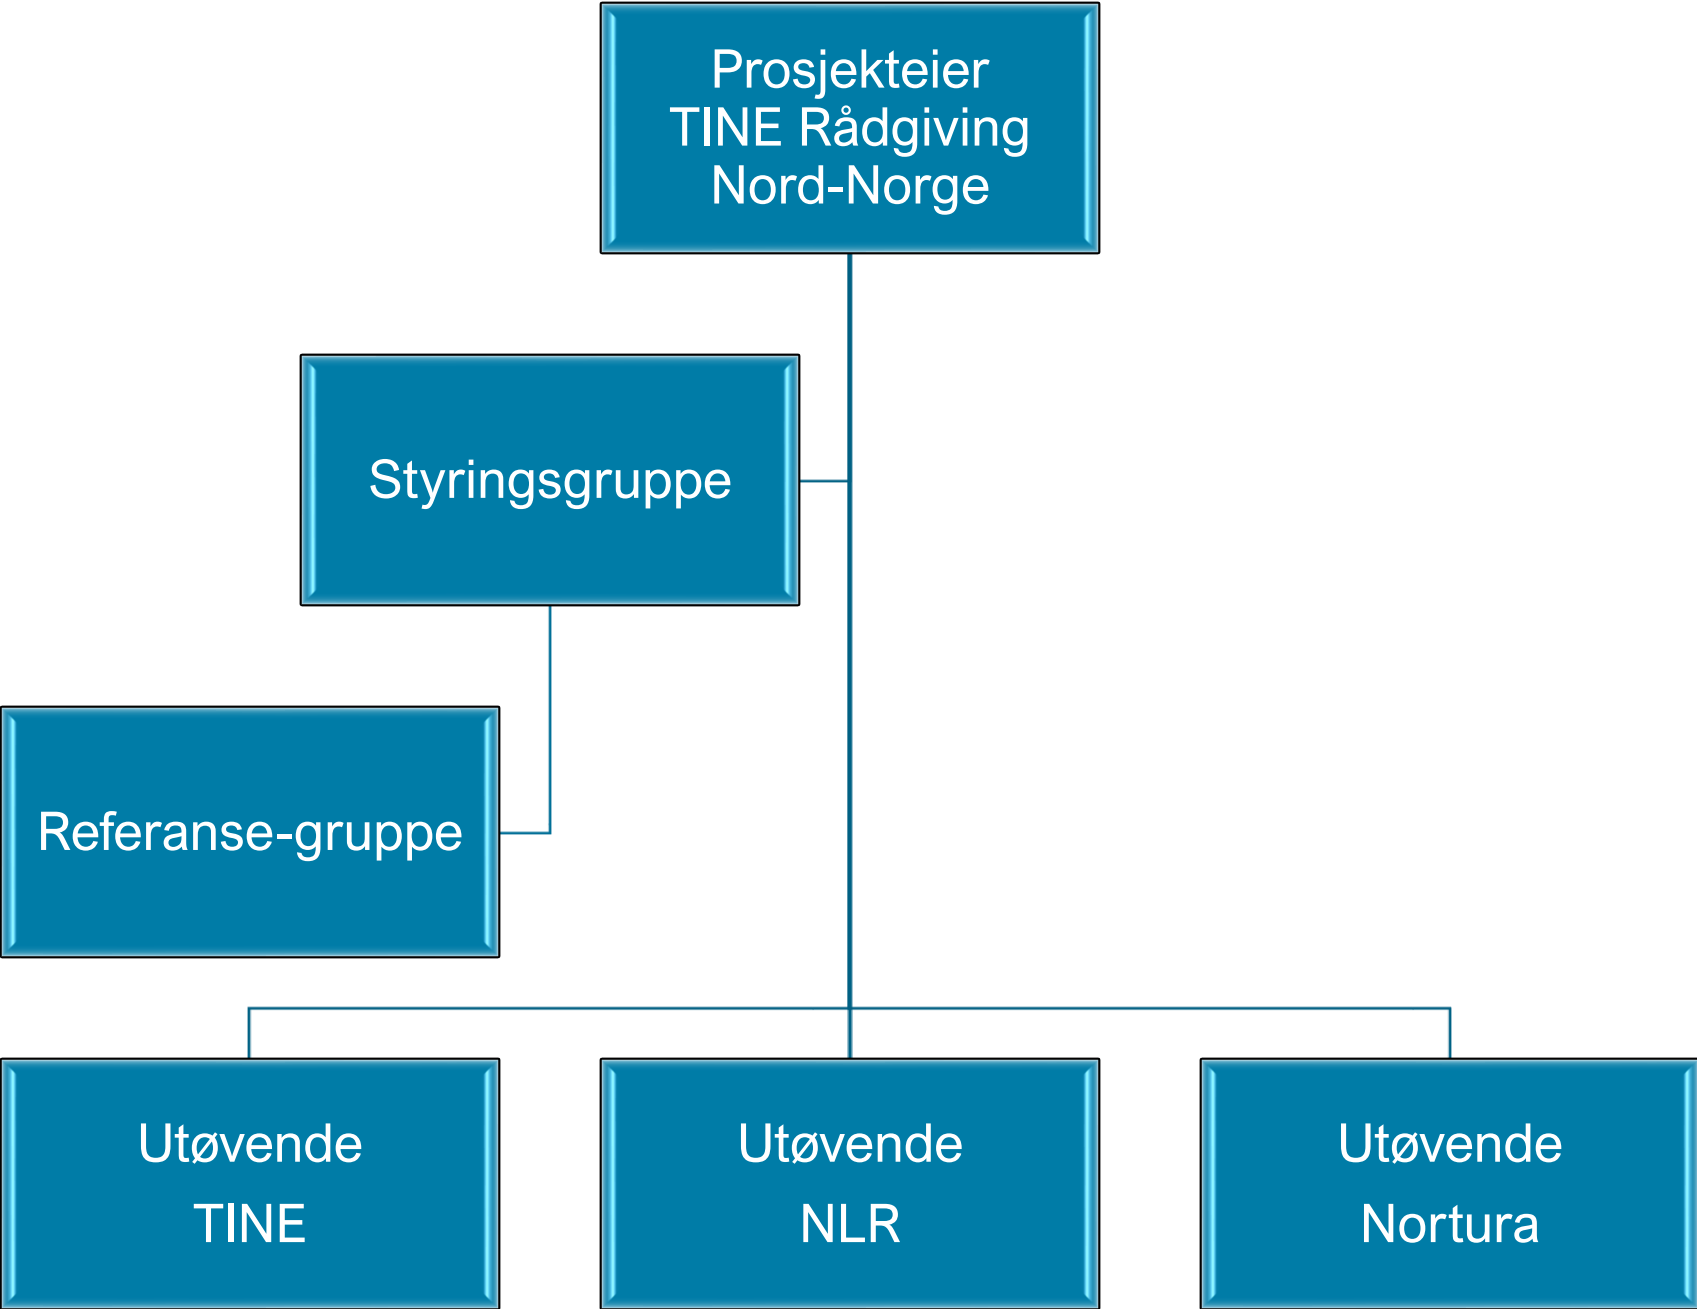 Prosjekteier
TINE Rådgiving
Nord-Norge
Styringsgruppe
Referanse-gruppe
Utøvende
TINE
Utøvende
NLR
Utøvende
Nortura